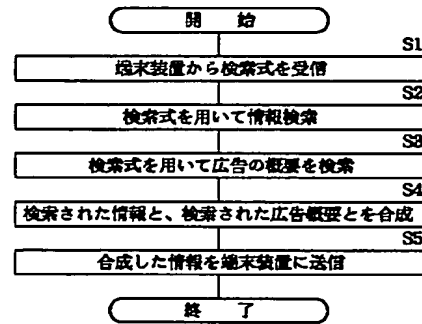 開 始
S1
端末装置から検索式を受信
S2
検索式を用いて情報検索
S3
検索式を用いて広告の概要を検索
S4
検索された情報と、検索された広告概要とを合成
S5
合成した情報を端末装置に送信
終 了